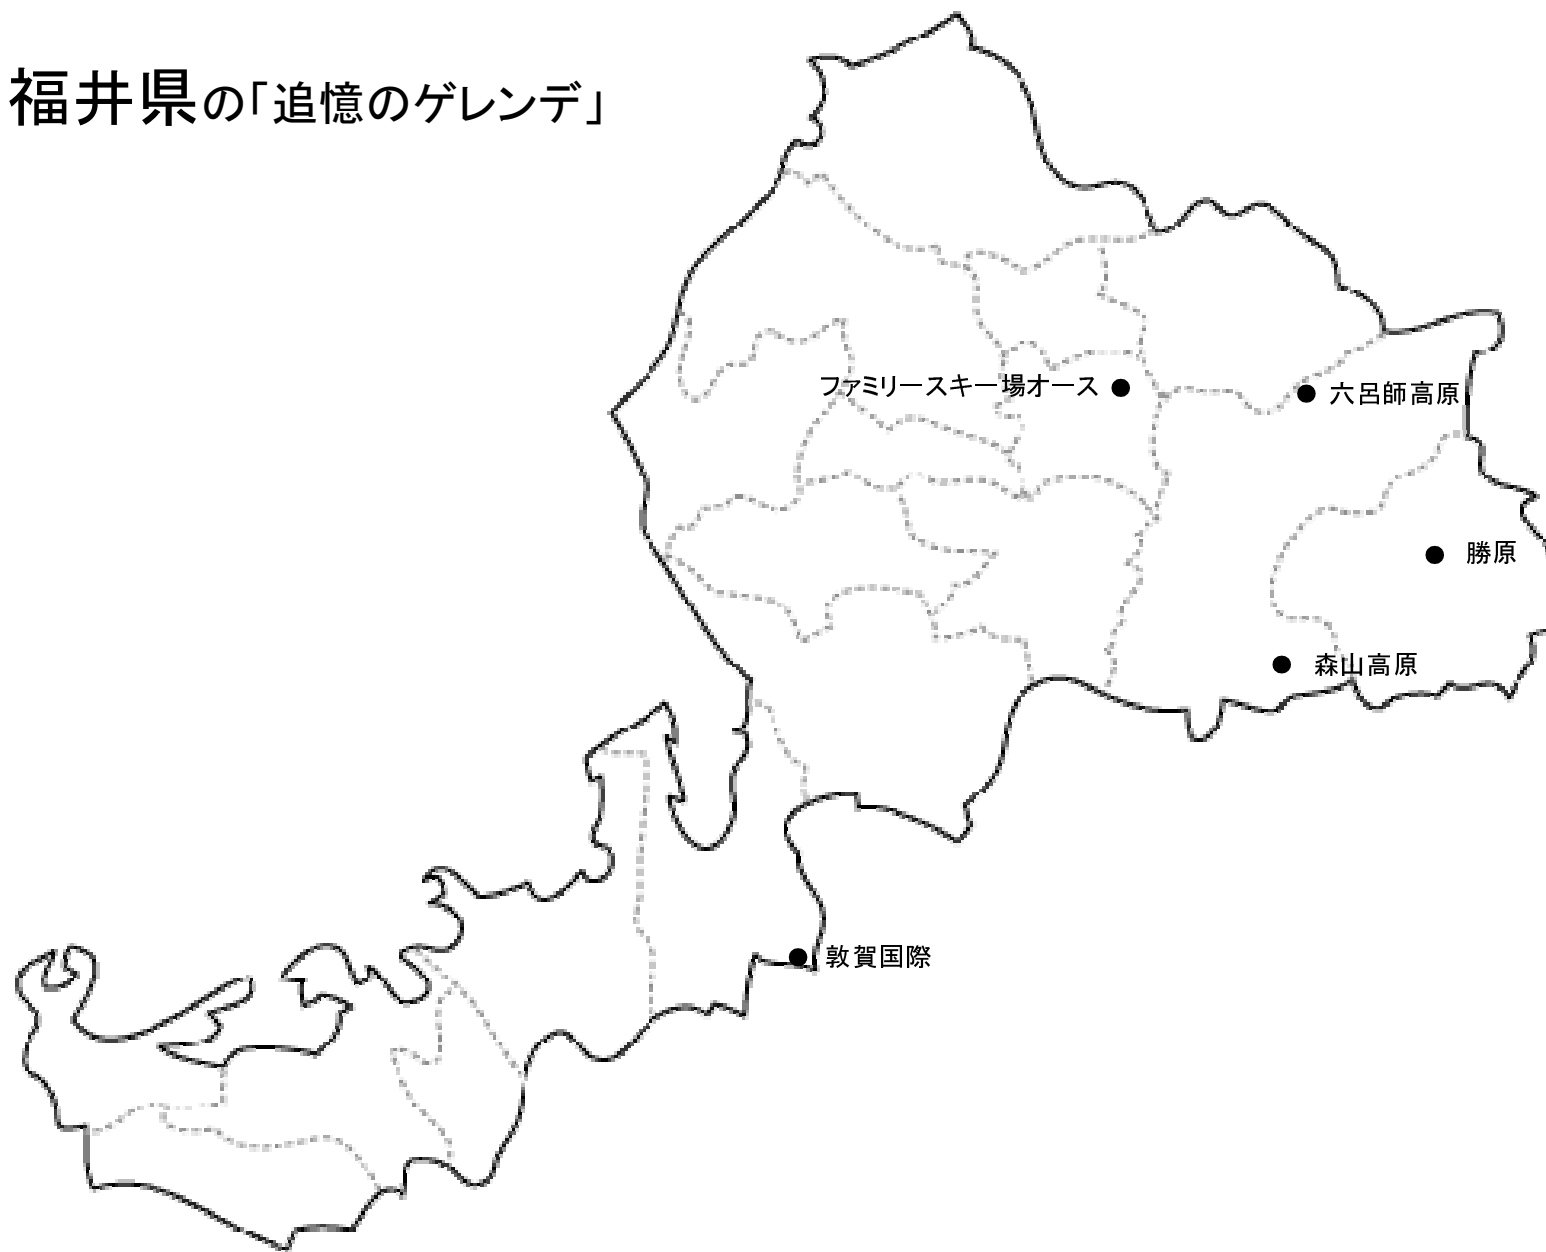 福井県の「追憶のゲレンデ」
ファミリースキー場オース
六呂師高原
勝原
森山高原
敦賀国際